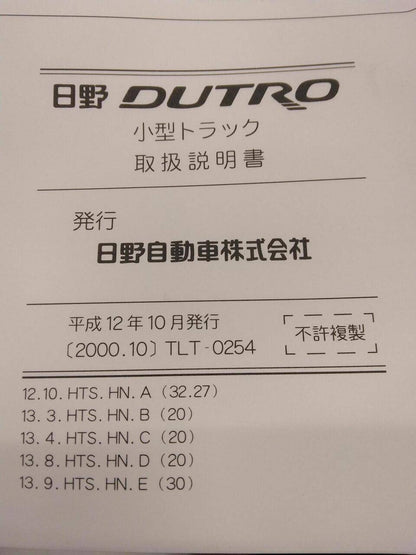 日野 DUTRO
小型トラック
取扱説明書
発行
日野自動車株式会社
平成12年10月発行
〔2000.10〕TLT-0254
不許複製
12.10. HTS. HN. A (32.27)
13. 3. HTS. HN. B (20)
13. 4. HTS. HN. C (20)
13. 8. HTS. HN. D (20)
13. 9. HTS. HN. E (30)